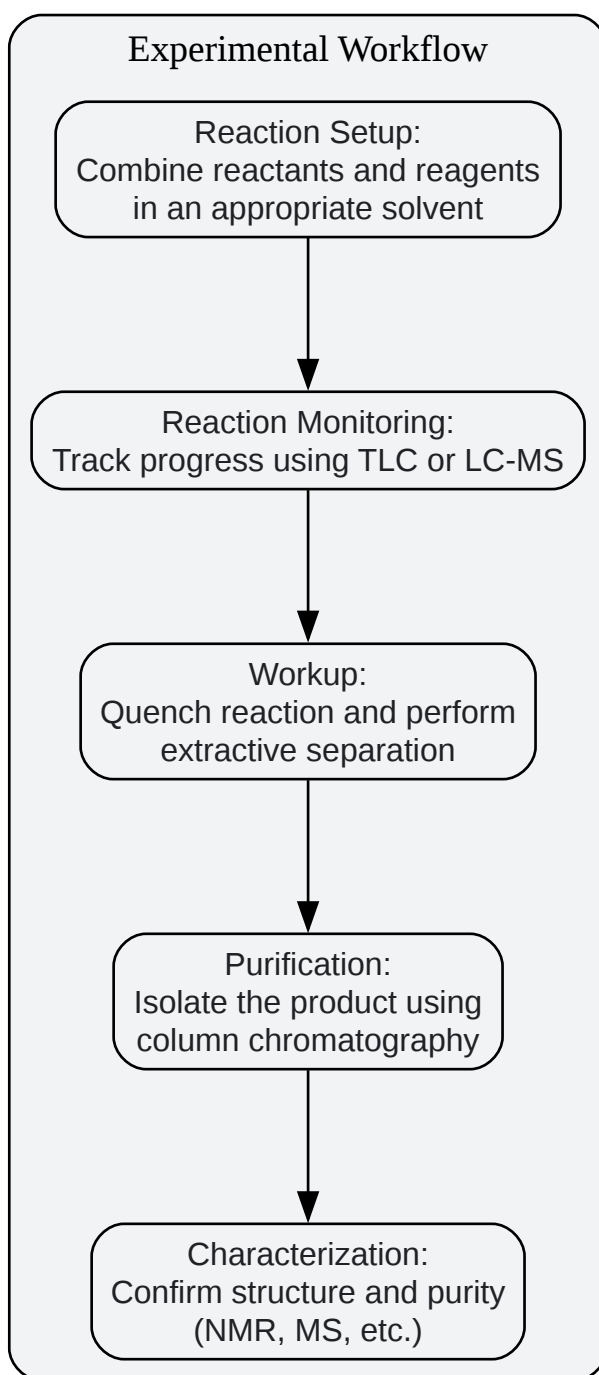 Experimental Workflow
Reaction Setup:
Combine reactants and reagents
in an appropriate solvent
Reaction Monitoring:
Track progress using TLC or LC-MS
Workup:
Quench reaction and perform
extractive separation
Purification:
Isolate the product using
column chromatography
Characterization:
Confirm structure and purity
(NMR, MS, etc.)